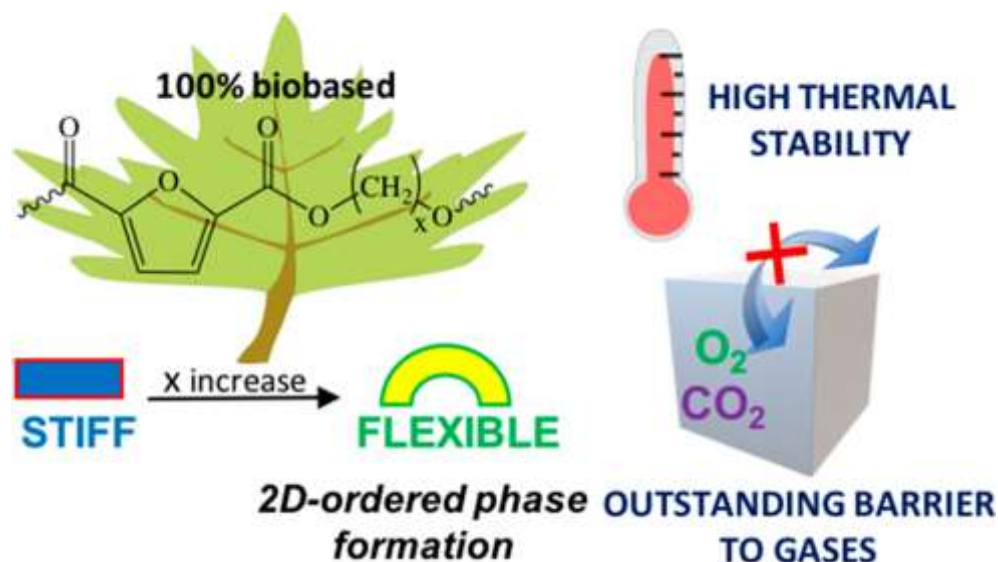 100% biobased
O
O
O
O
(CH2)x
O
HIGH THERMAL
STABILITY
O2
CO2
x increase
STIFF
FLEXIBLE
2D-ordered phase
formation
OUTSTANDING BARRIER
TO GASES